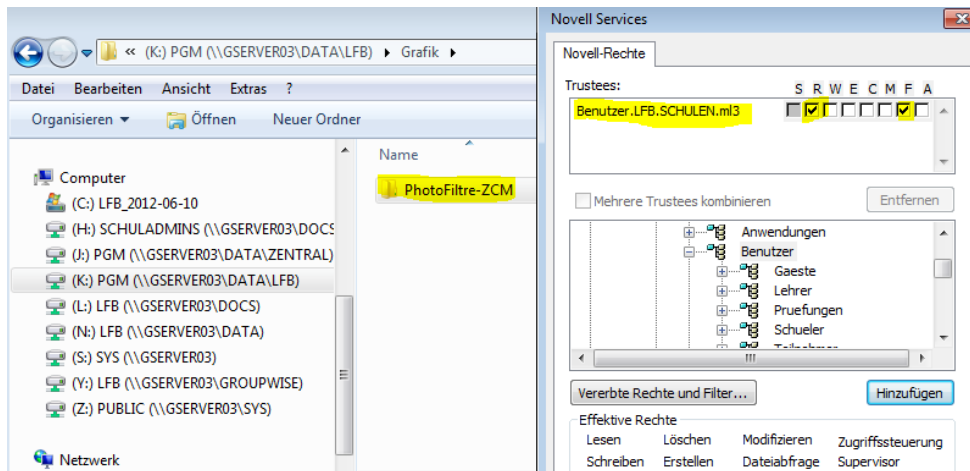 « (K:) PGM (\\GSERVER03\DATA\LFB) ▸ Grafik ▸
Datei Bearbeiten Ansicht Extras ?
Organisieren ▾ Öffnen Neuer Ordner
Computer
(C:) LFB_2012-06-10
(H:) SCHULADMINS (\\GSERVER03\DOCS
(J:) PGM (\\GSERVER03\DATA\ZENTRAL)
(K:) PGM (\\GSERVER03\DATA\LFB)
(L:) LFB (\\GSERVER03\DOCS)
(N:) LFB (\\GSERVER03\DATA)
(S:) SYS (\\GSERVER03)
(Y:) LFB (\\GSERVER03\GROUPWISE)
(Z:) PUBLIC (\\GSERVER03\SYS)
Netzwerk
Name
PhotoFiltre-ZCM
Novell Services
Novell-Rechte
Trustees: S R W E C M F A
Benutzer.LFB.SCHULEN.ml3
Mehrere Trustees kombinieren Entfernen
Anwendungen
Benutzer
Gaeste
Lehrer
Pruefungen
Schueler
Vererbte Rechte und Filter... Hinzufügen
Effektive Rechte
Lesen Löschen Modifizieren Zugriffssteuerung
Schreiben Erstellen Dateiabfrage Supervisor